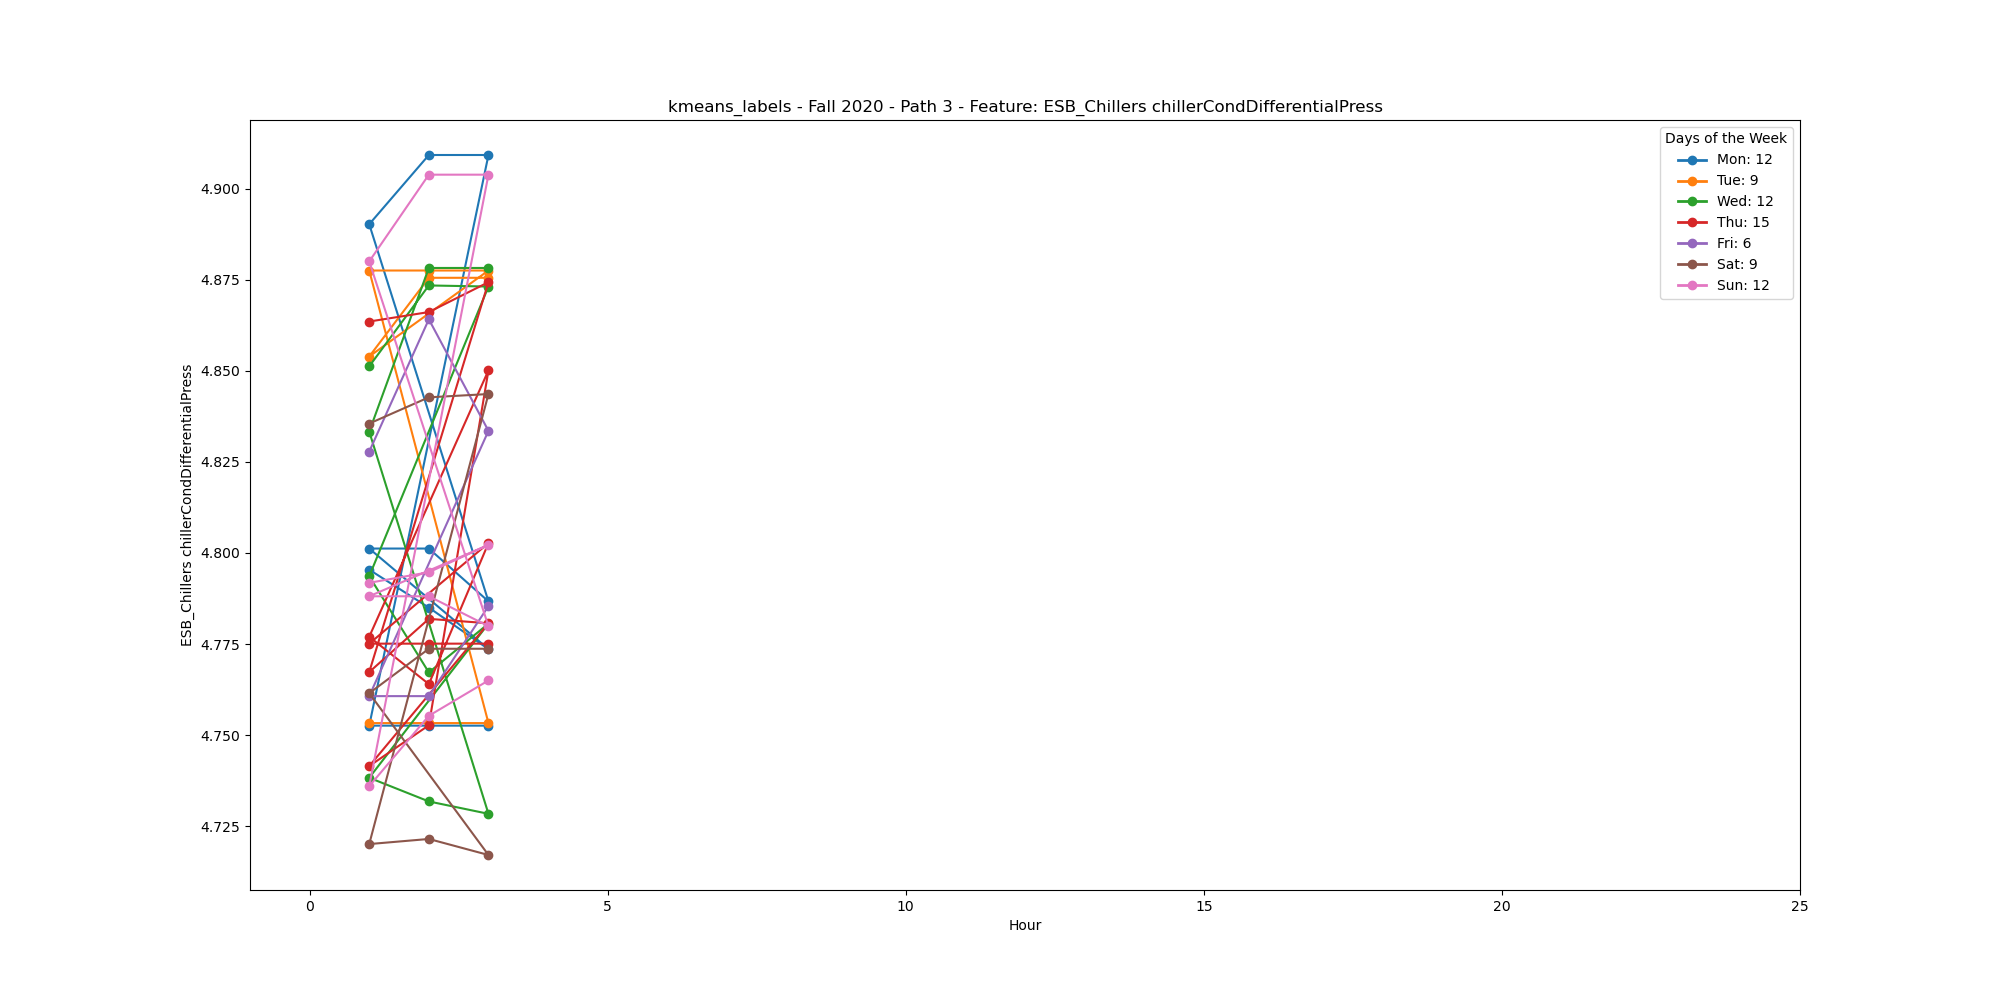 kmeans_labels - Fall 2020 - Path 3 - Feature: ESB_Chillers chillerCondDifferentialPress
Days of the Week
Mon: 12
Tue: 9
Wed: 12
Thu: 15
Fri: 6
Sat: 9
Sun: 12
ESB_Chillers chillerCondDifferentialPress
4.900
4.875
4.850
4.825
4.800
4.775
4.750
4.725
0 5 10 15 20 25
Hour